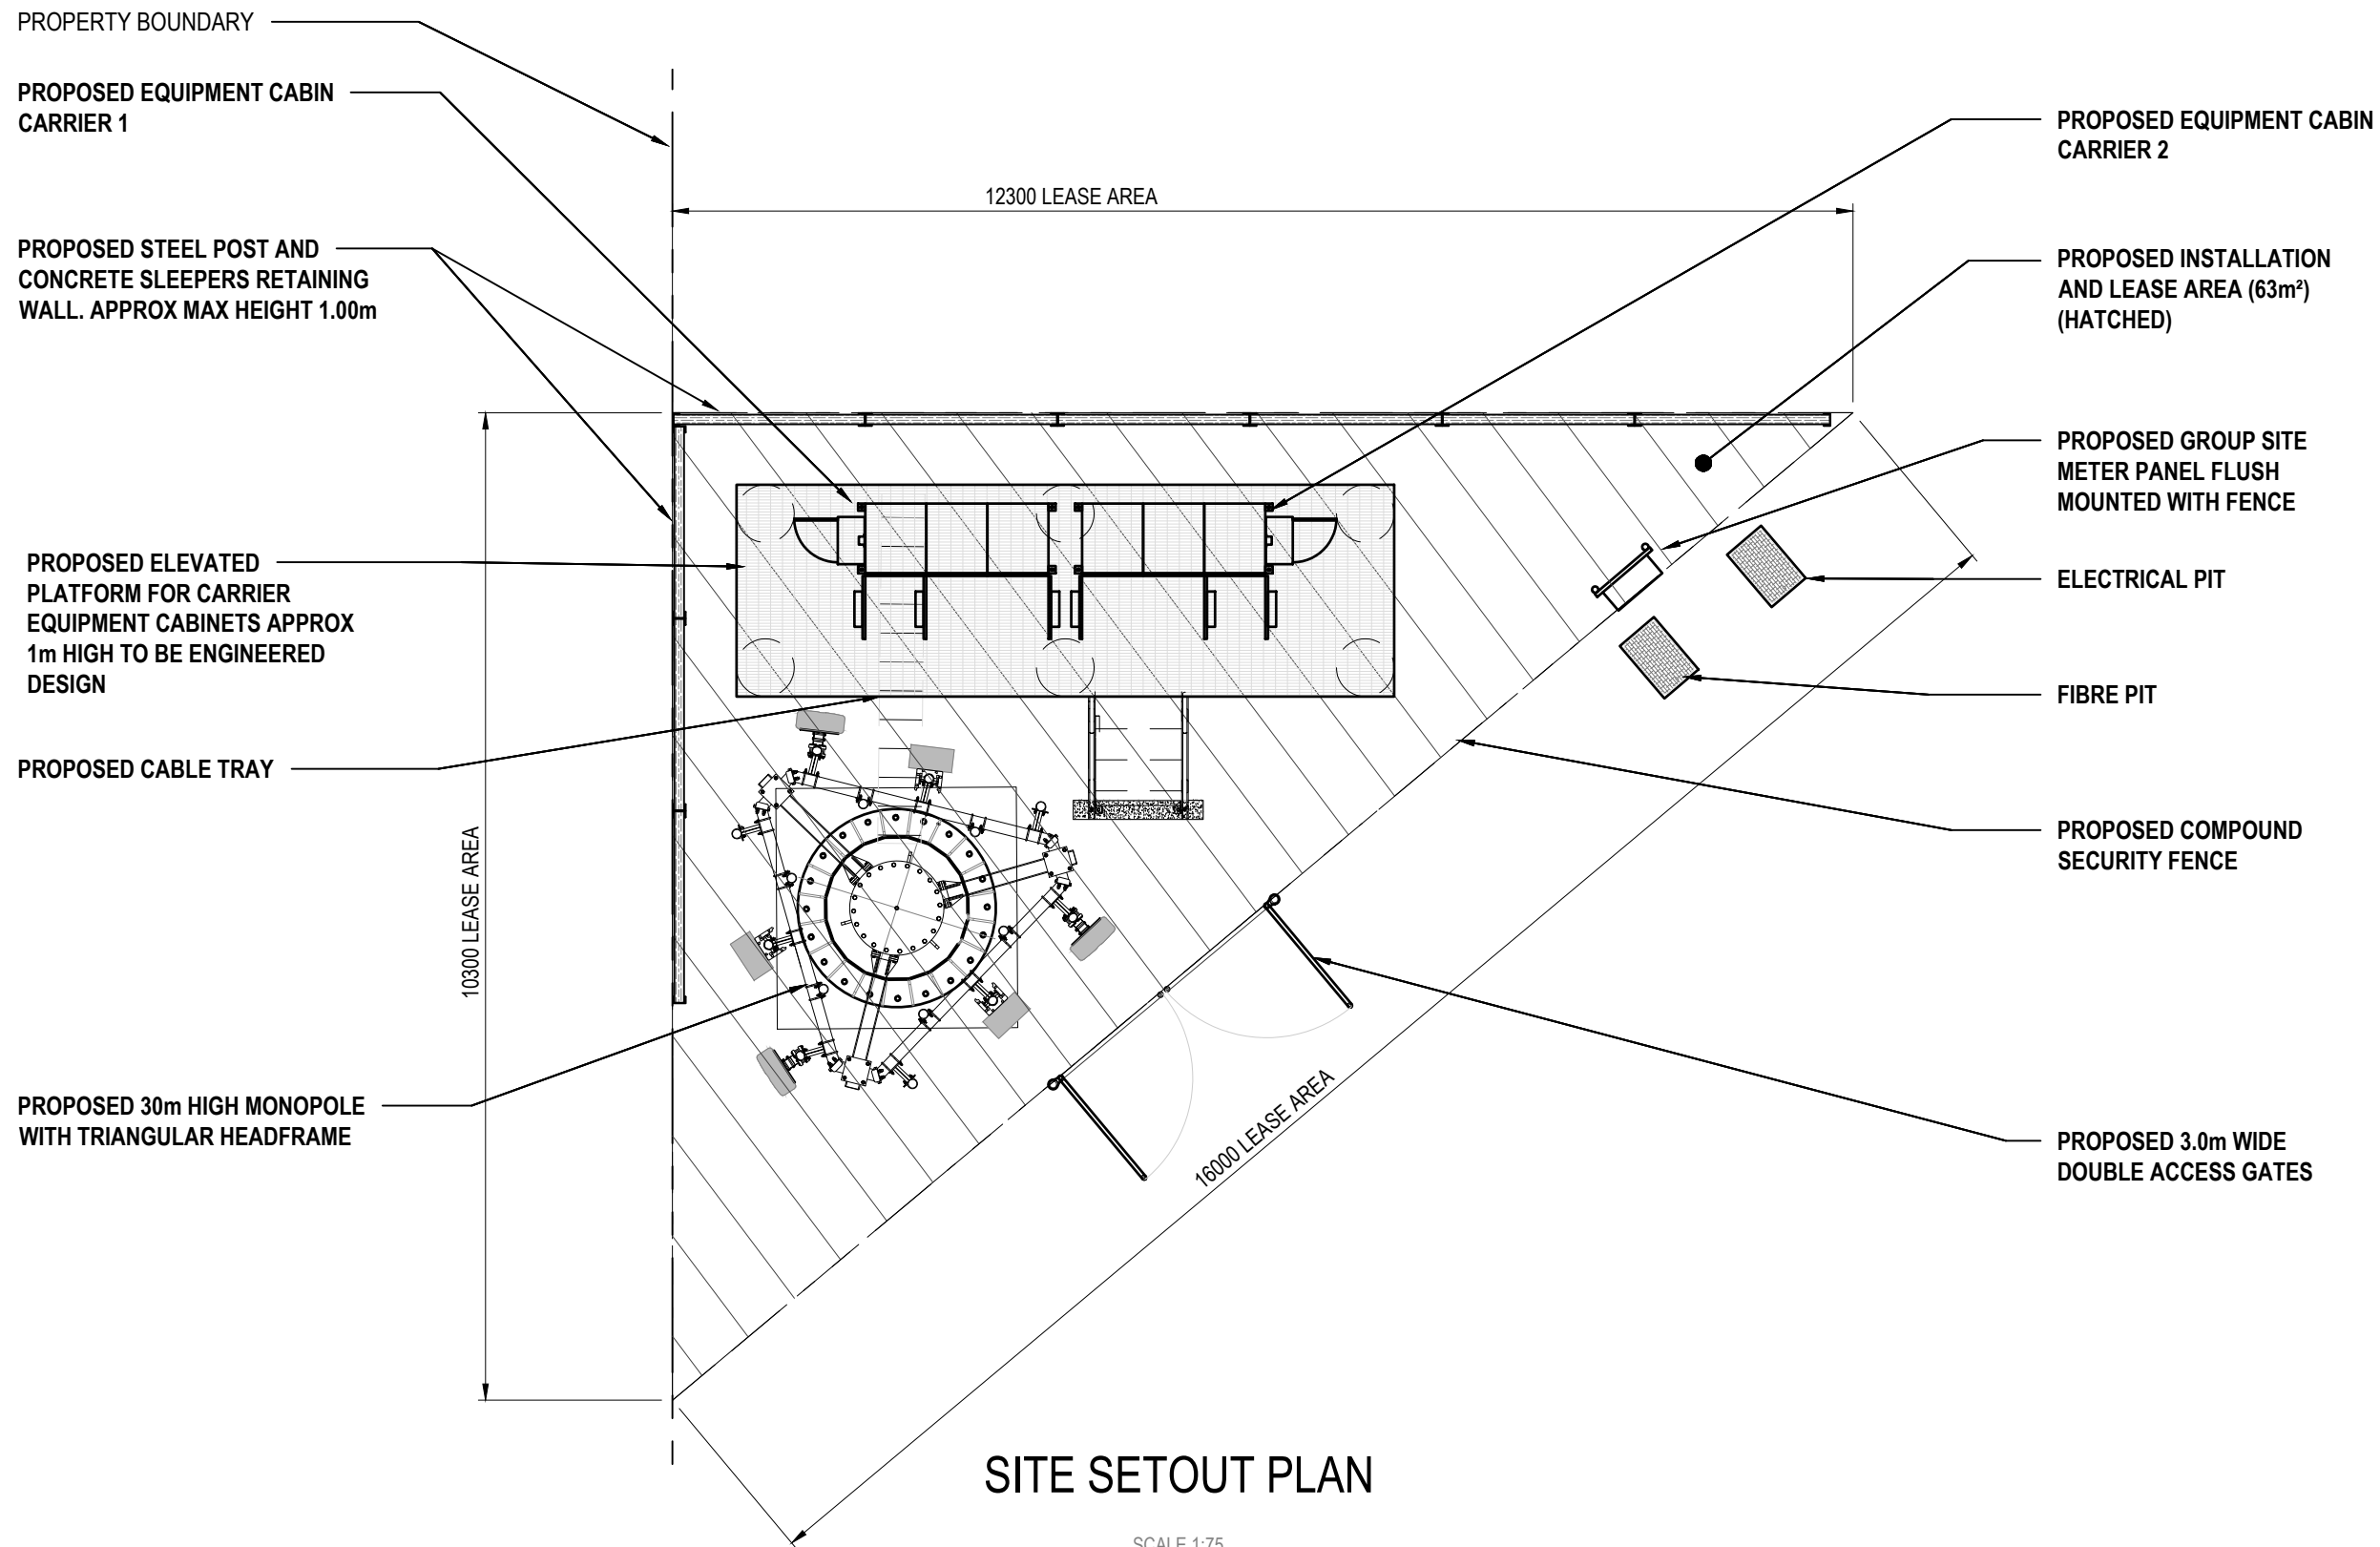 PROPERTY BOUNDARY
PROPOSED EQUIPMENT CABIN
CARRIER 1
PROPOSED STEEL POST AND
CONCRETE SLEEPERS RETAINING
WALL. APPROX MAX HEIGHT 1.00m
PROPOSED ELEVATED
PLATFORM FOR CARRIER
EQUIPMENT CABINETS APPROX
1m HIGH TO BE ENGINEERED
DESIGN
PROPOSED CABLE TRAY
PROPOSED 30m HIGH MONOPOLE
WITH TRIANGULAR HEADFRAME
12300 LEASE AREA
10300 LEASE AREA
16000 LEASE AREA
PROPOSED EQUIPMENT CABIN
CARRIER 2
PROPOSED INSTALLATION
AND LEASE AREA (63m²)
(HATCHED)
PROPOSED GROUP SITE
METER PANEL FLUSH
MOUNTED WITH FENCE
ELECTRICAL PIT
FIBRE PIT
PROPOSED COMPOUND
SECURITY FENCE
PROPOSED 3.0m WIDE
DOUBLE ACCESS GATES
SITE SETOUT PLAN
SCALE 1:75